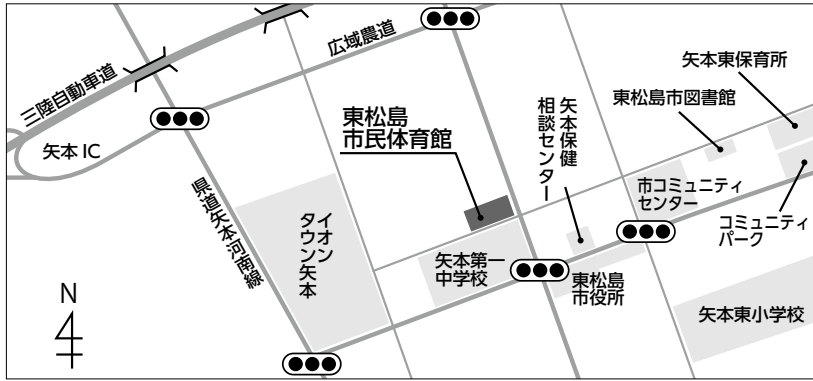 広域農道
三陸自動車道
矢本IC
東松島
市民体育館
矢本保健
相談センター
矢本東保育所
東松島市図書館
県道矢本河南線
イオン
タウン矢本
市コミュニティ
センター
コミュニティ
パーク
矢本第一
中学校
東松島
市役所
矢本東小学校
N